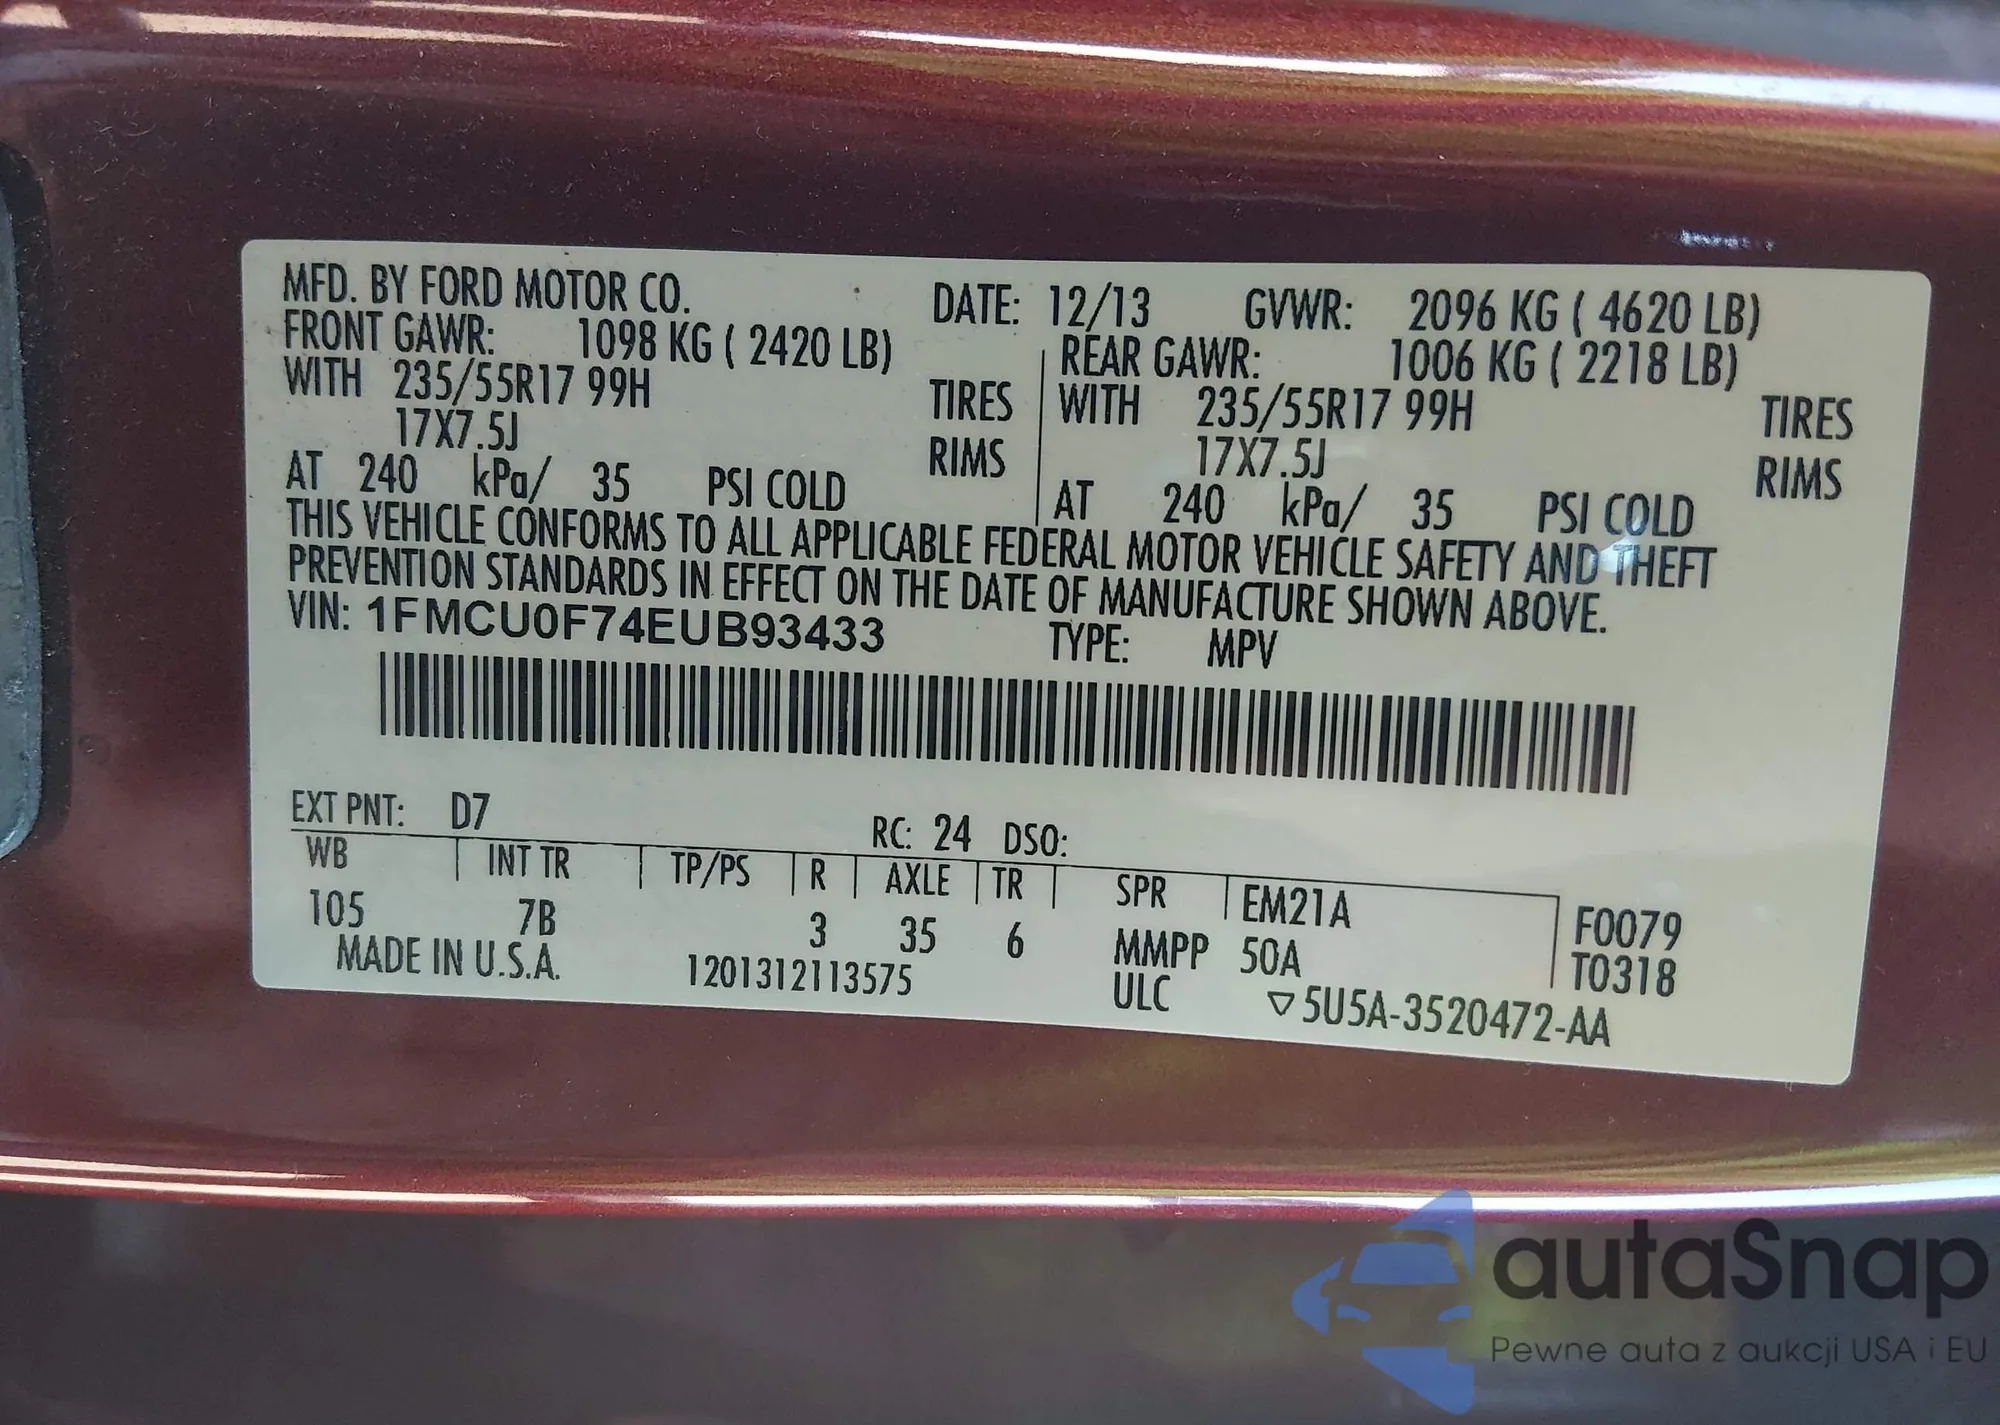 MFD. BY FORD MOTOR CO. DATE: 12/13 GVWR: 2096 KG ( 4620 LB)
FRONT GAWR: 1098 KG ( 2420 LB) REAR GAWR: 1006 KG ( 2218 LB)
WITH 235/55R17 99H TIRES WITH 235/55R17 99H TIRES
17X7.5J RIMS 17X7.5J RIMS
AT 240 kPa/ 35 PSI COLD AT 240 kPa/ 35 PSI COLD
THIS VEHICLE CONFORMS TO ALL APPLICABLE FEDERAL MOTOR VEHICLE SAFETY AND THEFT
PREVENTION STANDARDS IN EFFECT ON THE DATE OF MANUFACTURE SHOWN ABOVE.
VIN: 1FMCU0F74EUB93433 TYPE: MPV
EXT PNT: D7 RC: 24 DSO:
WB INT TR TP/PS R AXLE TR SPR EM21A F0079
105 7B 3 35 6 MMPP 50A T0318
MADE IN U.S.A. 1201312113575 ULC ▽5U5A-3520472-AA
autaSnap
Pewne auta z aukcji USA i EU